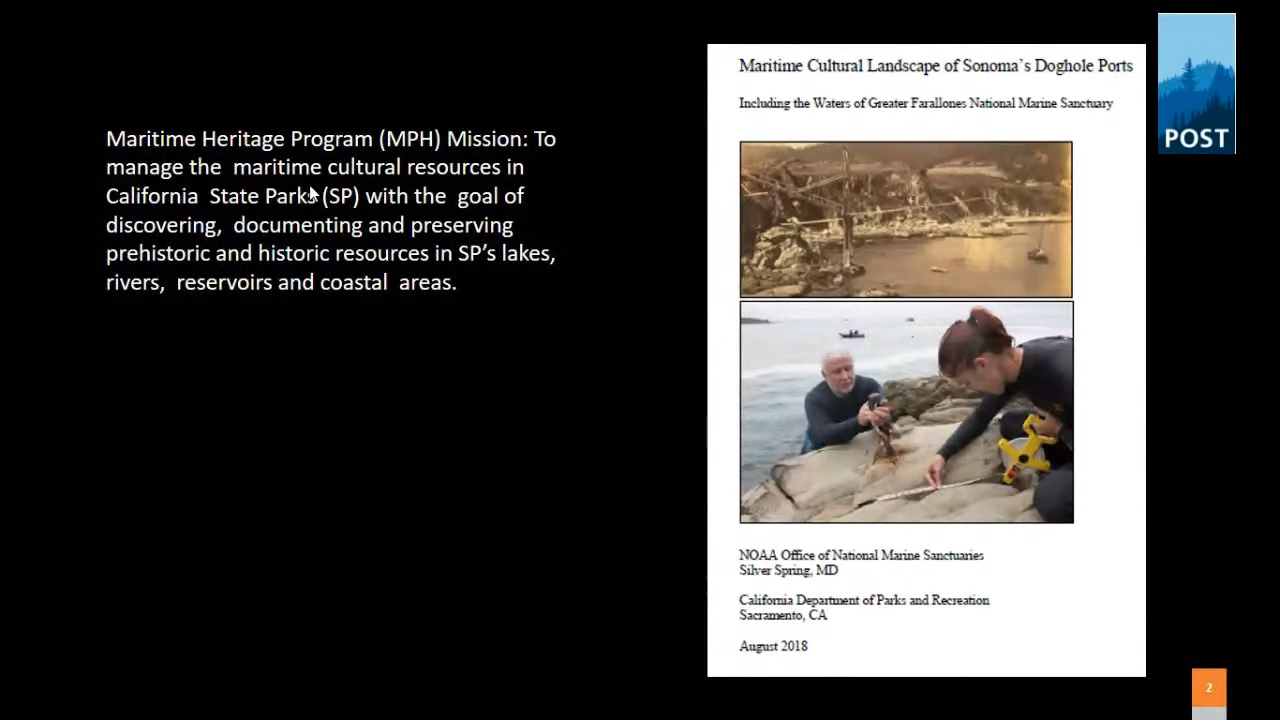 Maritime Heritage Program (MPH) Mission: To
manage the maritime cultural resources in
California State Parks (SP) with the goal of
discovering, documenting and preserving
prehistoric and historic resources in SP’s lakes,
rivers, reservoirs and coastal areas.
Maritime Cultural Landscape of Sonoma’s Doghole Ports
Including the Waters of Greater Farallones National Marine Sanctuary
NOAA Office of National Marine Sanctuaries
Silver Spring, MD
California Department of Parks and Recreation
Sacramento, CA
August 2018
POST
2